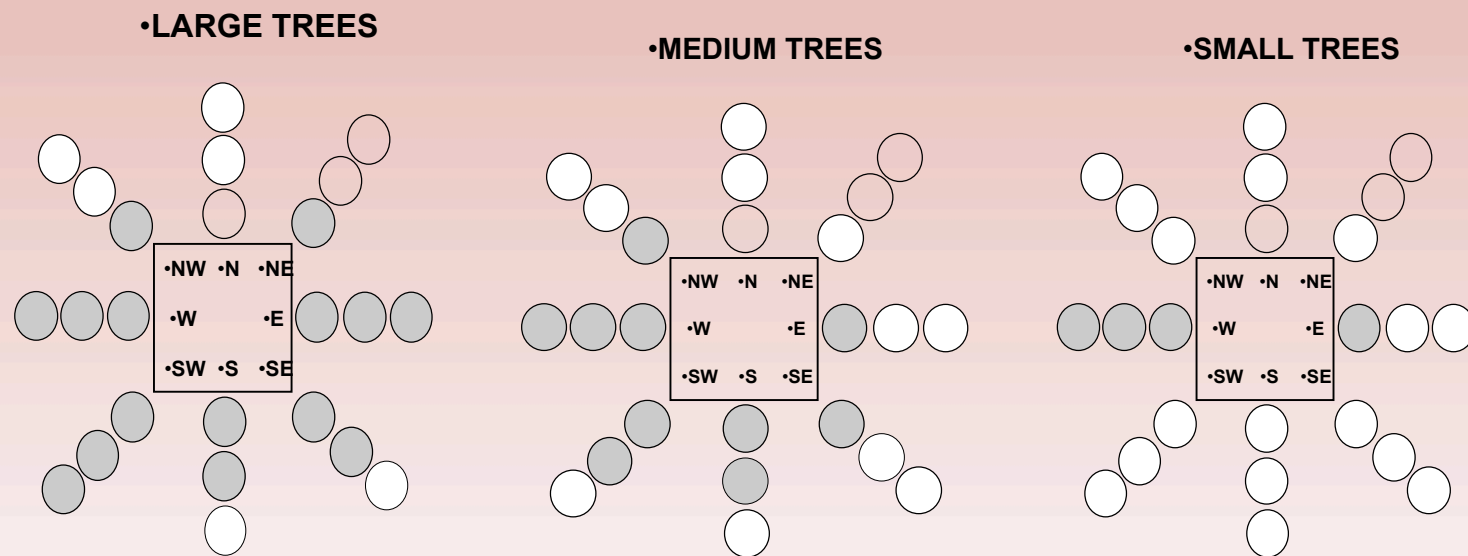 •LARGE TREES
•NW •N •NE
•W •E
•SW •S •SE
•MEDIUM TREES
•NW •N •NE
•W •E
•SW •S •SE
•SMALL TREES
•NW •N •NE
•W •E
•SW •S •SE